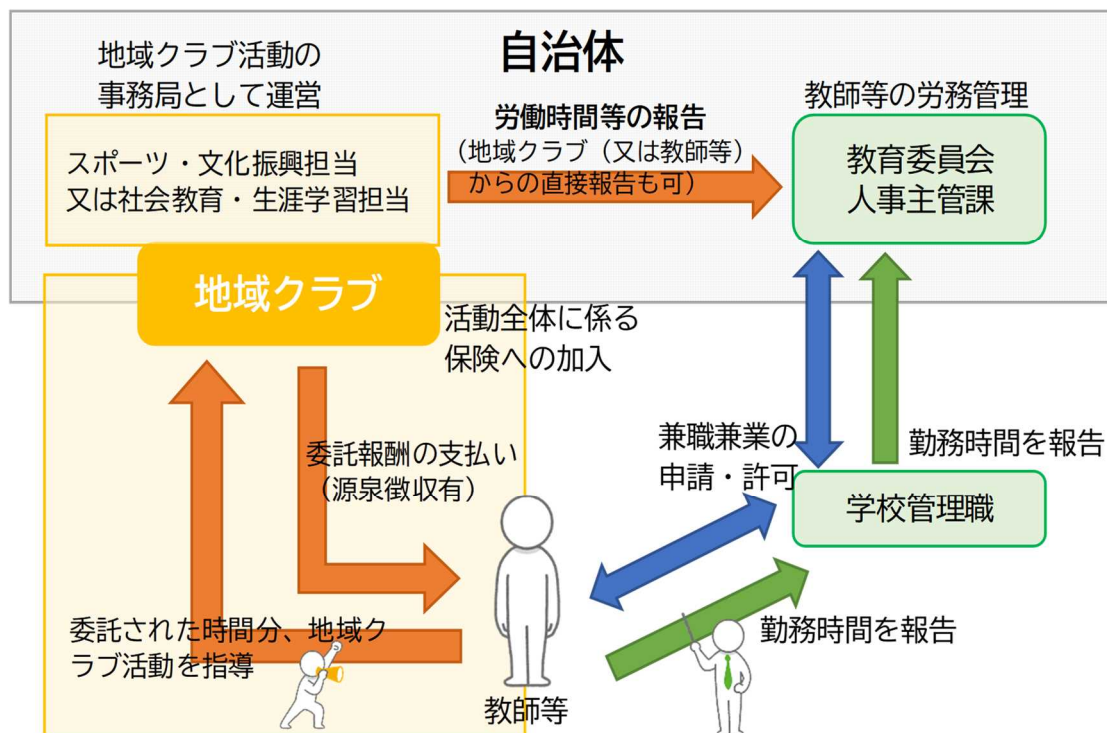 自治体
地域クラブ活動の
事務局として運営
スポーツ・文化振興担当
又は社会教育・生涯学習担当
労働時間等の報告
（地域クラブ（又は教師等）
からの直接報告も可）
教師等の労務管理
教育委員会
人事主管課
地域クラブ
活動全体に係る
保険への加入
委託報酬の支払い
（源泉徴収有）
兼職兼業の
申請・許可
勤務時間を報告
学校管理職
委託された時間分、地域ク
ラブ活動を指導
教師等
勤務時間を報告